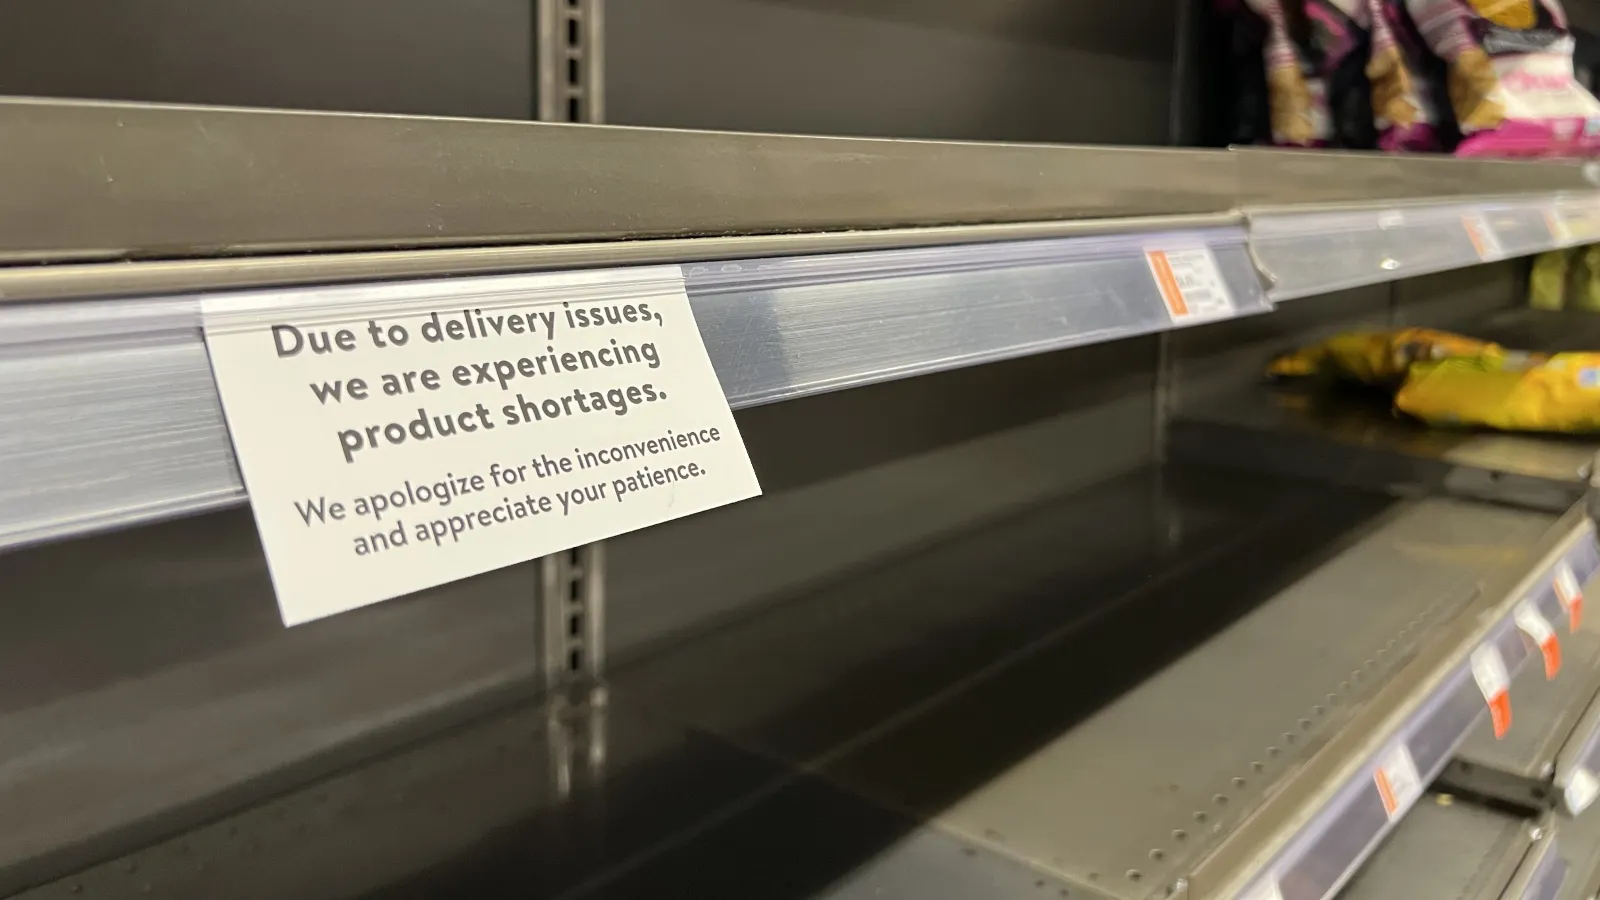 Due to delivery issues,
we are experiencing
product shortages.
We apologize for the inconvenience
and appreciate your patience.